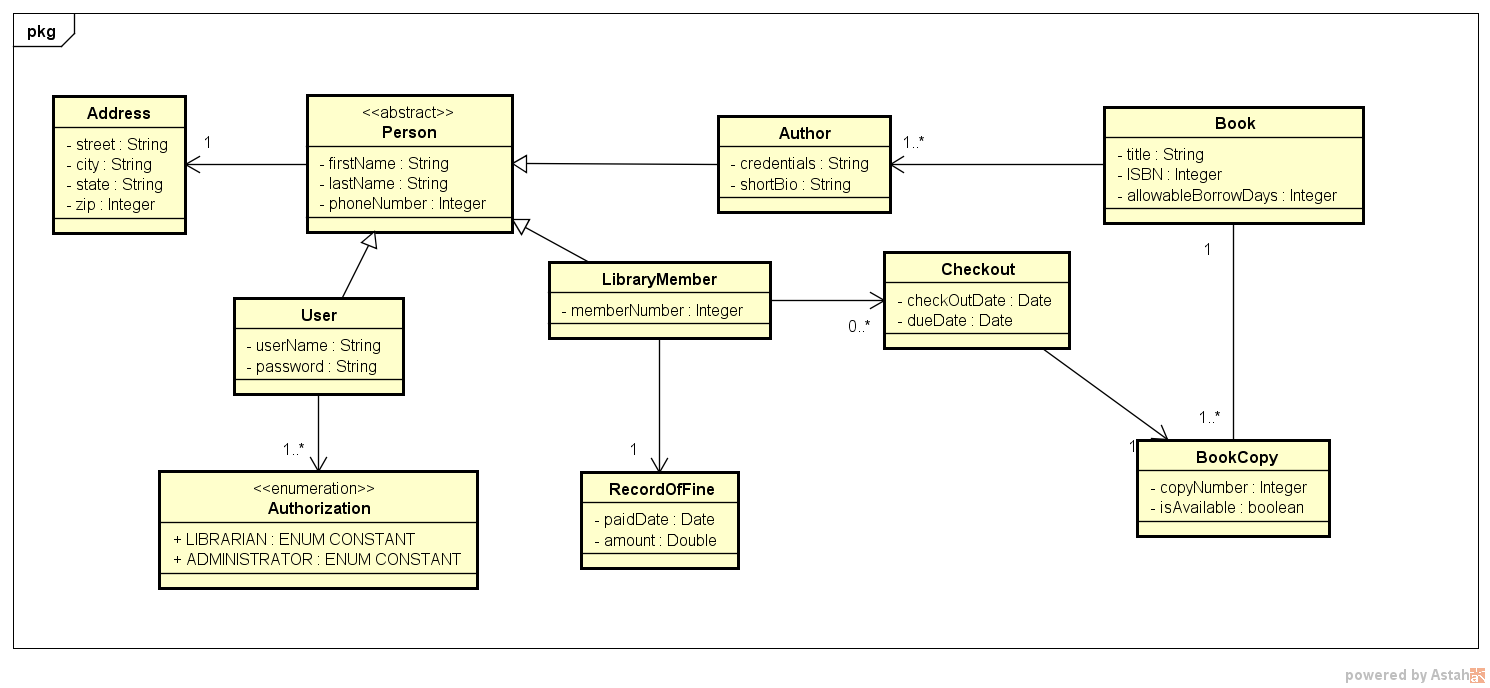 pkg
Address
- street : String
- city : String
- state : String
- zip : Integer
1
<<abstract>>
Person
- firstName : String
- lastName : String
- phoneNumber : Integer
Author
- credentials : String
- shortBio : String
1..*
Book
- title : String
- ISBN : Integer
- allowableBorrowDays : Integer
1
User
- userName : String
- password : String
LibraryMember
- memberNumber : Integer
0..*
Checkout
- checkOutDate : Date
- dueDate : Date
1..*
1
1..*
1
<<enumeration>>
Authorization
+ LIBRARIAN : ENUM CONSTANT
+ ADMINISTRATOR : ENUM CONSTANT
RecordOfFine
- paidDate : Date
- amount : Double
BookCopy
- copyNumber : Integer
- isAvailable : boolean
powered by Astah